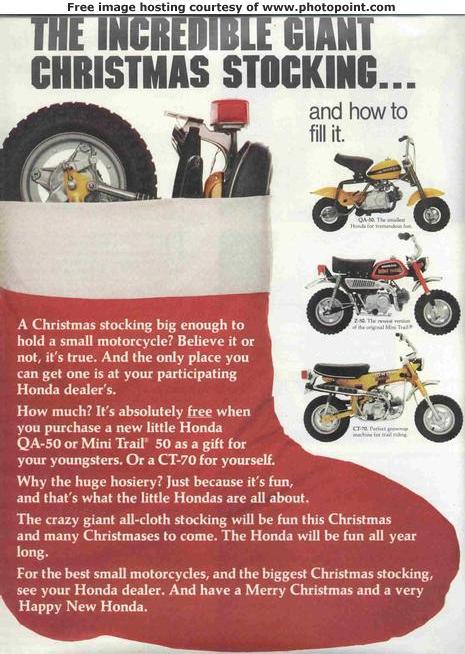 Free image hosting courtesy of www.photopoint.com
THE INCREDIBLE GIANT
CHRISTMAS STOCKING...
and how to
fill it.
QA-50. The smallest
Honda for tremendous fun.
Z-50. The newest version
of the original Mini Trail®
CT-70. Perfect grownup
machine for trail riding.
A Christmas stocking big enough to
hold a small motorcycle? Believe it or
not, it's true. And the only place you
can get one is at your participating
Honda dealer's.
How much? It's absolutely free when
you purchase a new little Honda
QA-50 or Mini Trail® 50 as a gift for
your youngsters. Or a CT-70 for yourself.
Why the huge hosiery? Just because it's fun,
and that's what the little Hondas are all about.
The crazy giant all-cloth stocking will be fun this Christmas
and many Christmases to come. The Honda will be fun all year
long.
For the best small motorcycles, and the biggest Christmas stocking,
see your Honda dealer. And have a Merry Christmas and a very
Happy New Honda.